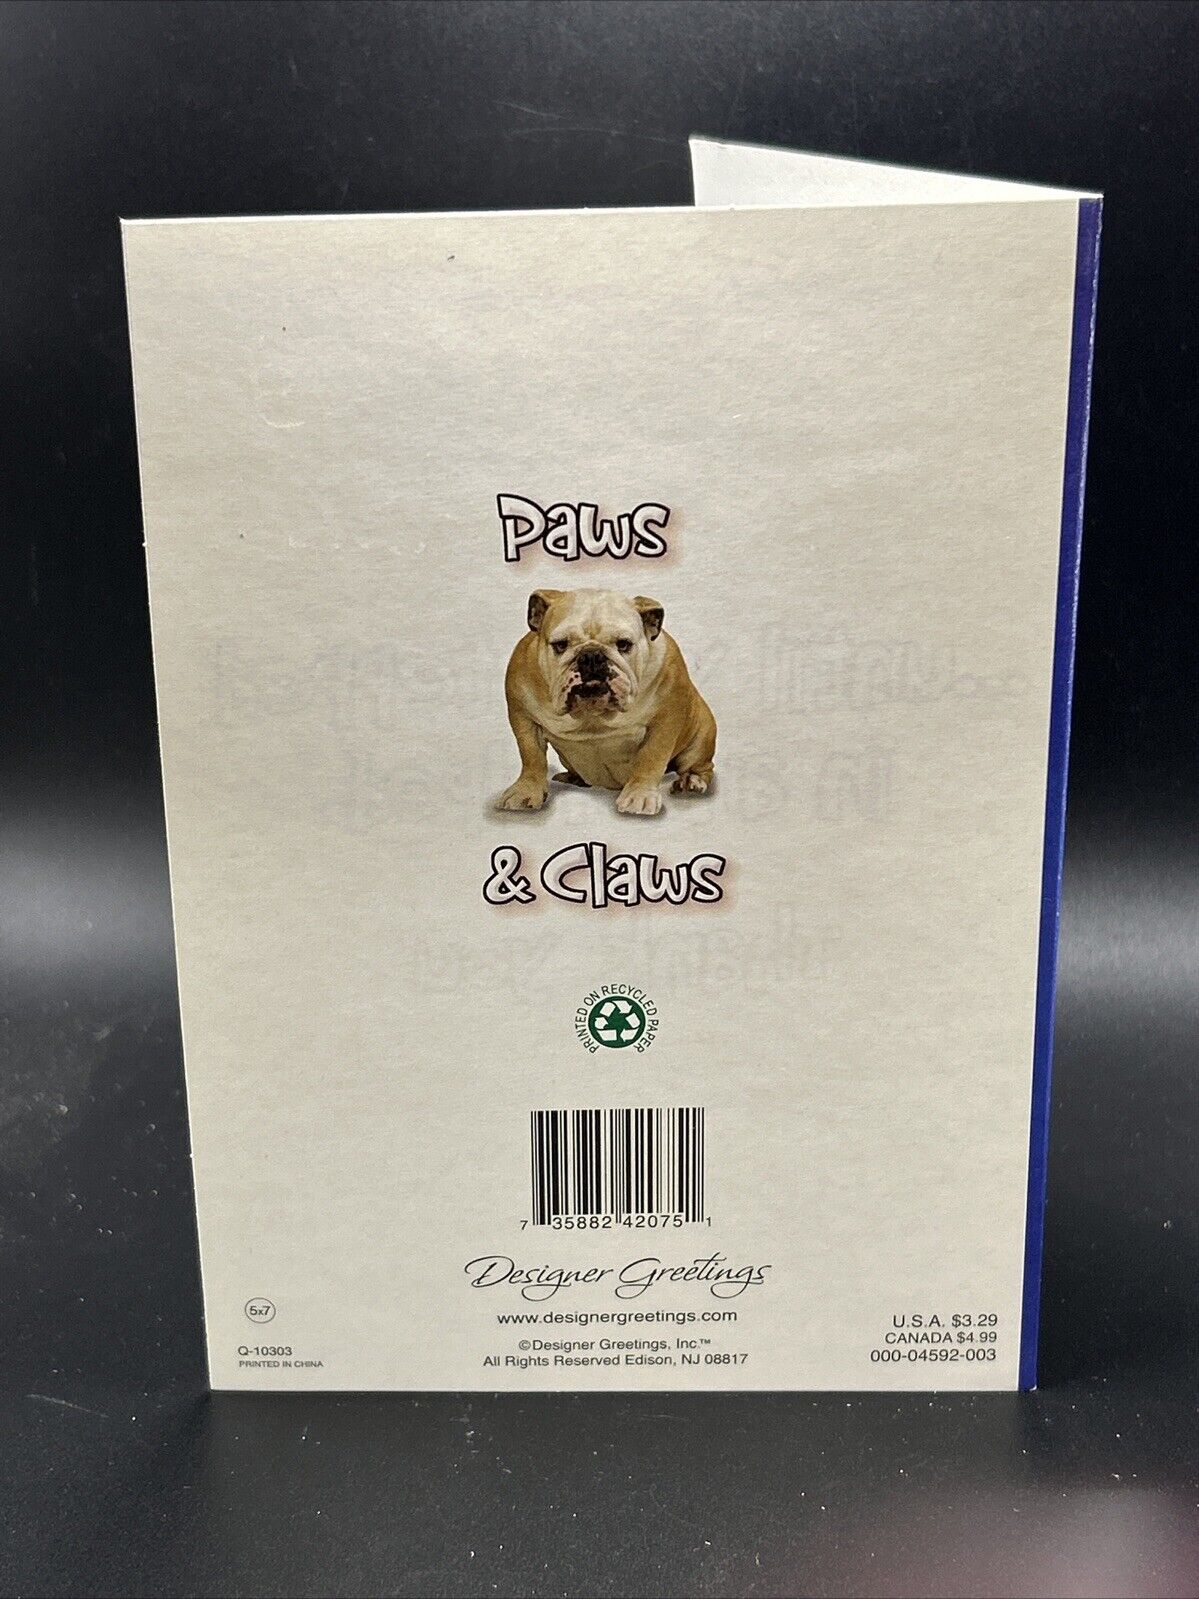 Paws
& Claws
PRINTED ON RECYCLED PAPER
7 35882 42075 1
Designer Greetings
www.designergreetings.com
©Designer Greetings, Inc.™
All Rights Reserved Edison, NJ 08817
5x7
Q-10303
PRINTED IN CHINA
U.S.A. $3.29
CANADA $4.99
000-04592-003